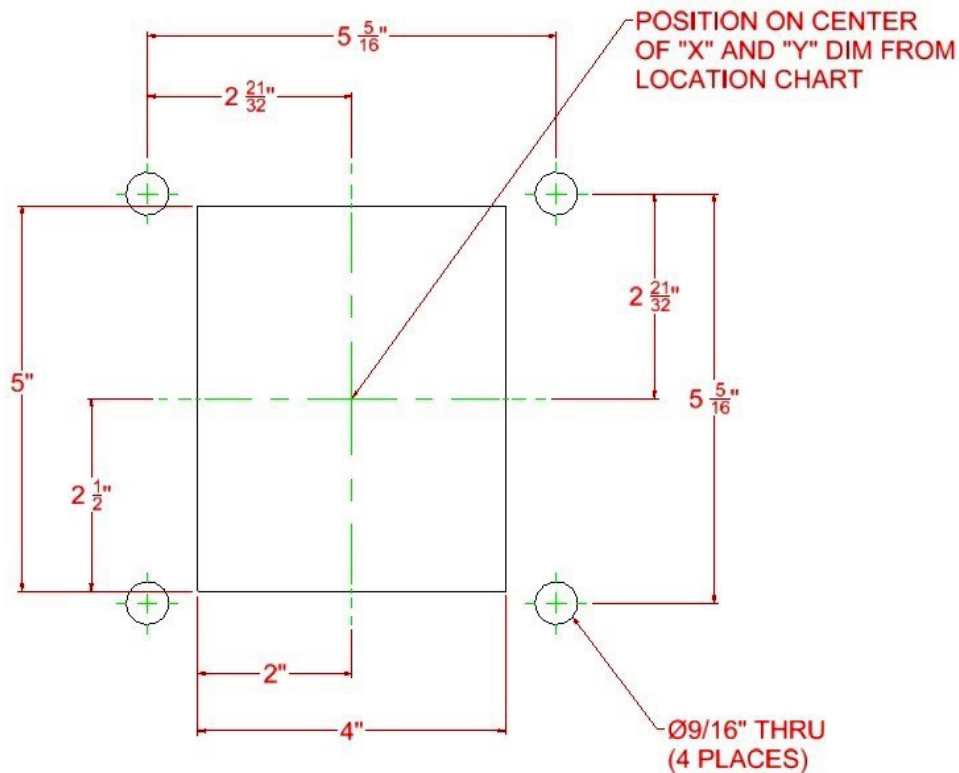 POSITION ON CENTER
OF "X" AND "Y" DIM FROM
LOCATION CHART
5 5/16"
2 21/32"
2 21/32"
5"
5 5/16"
2 1/2"
2"
4"
Ø9/16" THRU
(4 PLACES)